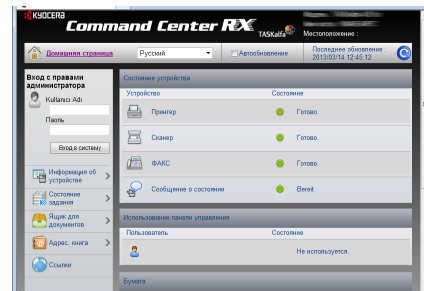 KYOCERA
Command Center RX
TASKalfa
Местоположение :
Домашняя страница
Русский
Автообновление
Последнее обновление :
2013/03/14 12:45:12
Вход с правами
администратора
Kullanıcı Adı
Пароль
Вход в систему
Информация об
устройстве
Состояние
задания
Ящик для
документов
Адрес. книга
Ссылки
Состояние устройства
Устройство
Состояние
Принтер
Готово.
Сканер
Готово.
ФАКС
Готово.
Сообщение о состоянии
Bereit
Использование панели управления
Пользователь
Состояние
Не используется.
Бумага